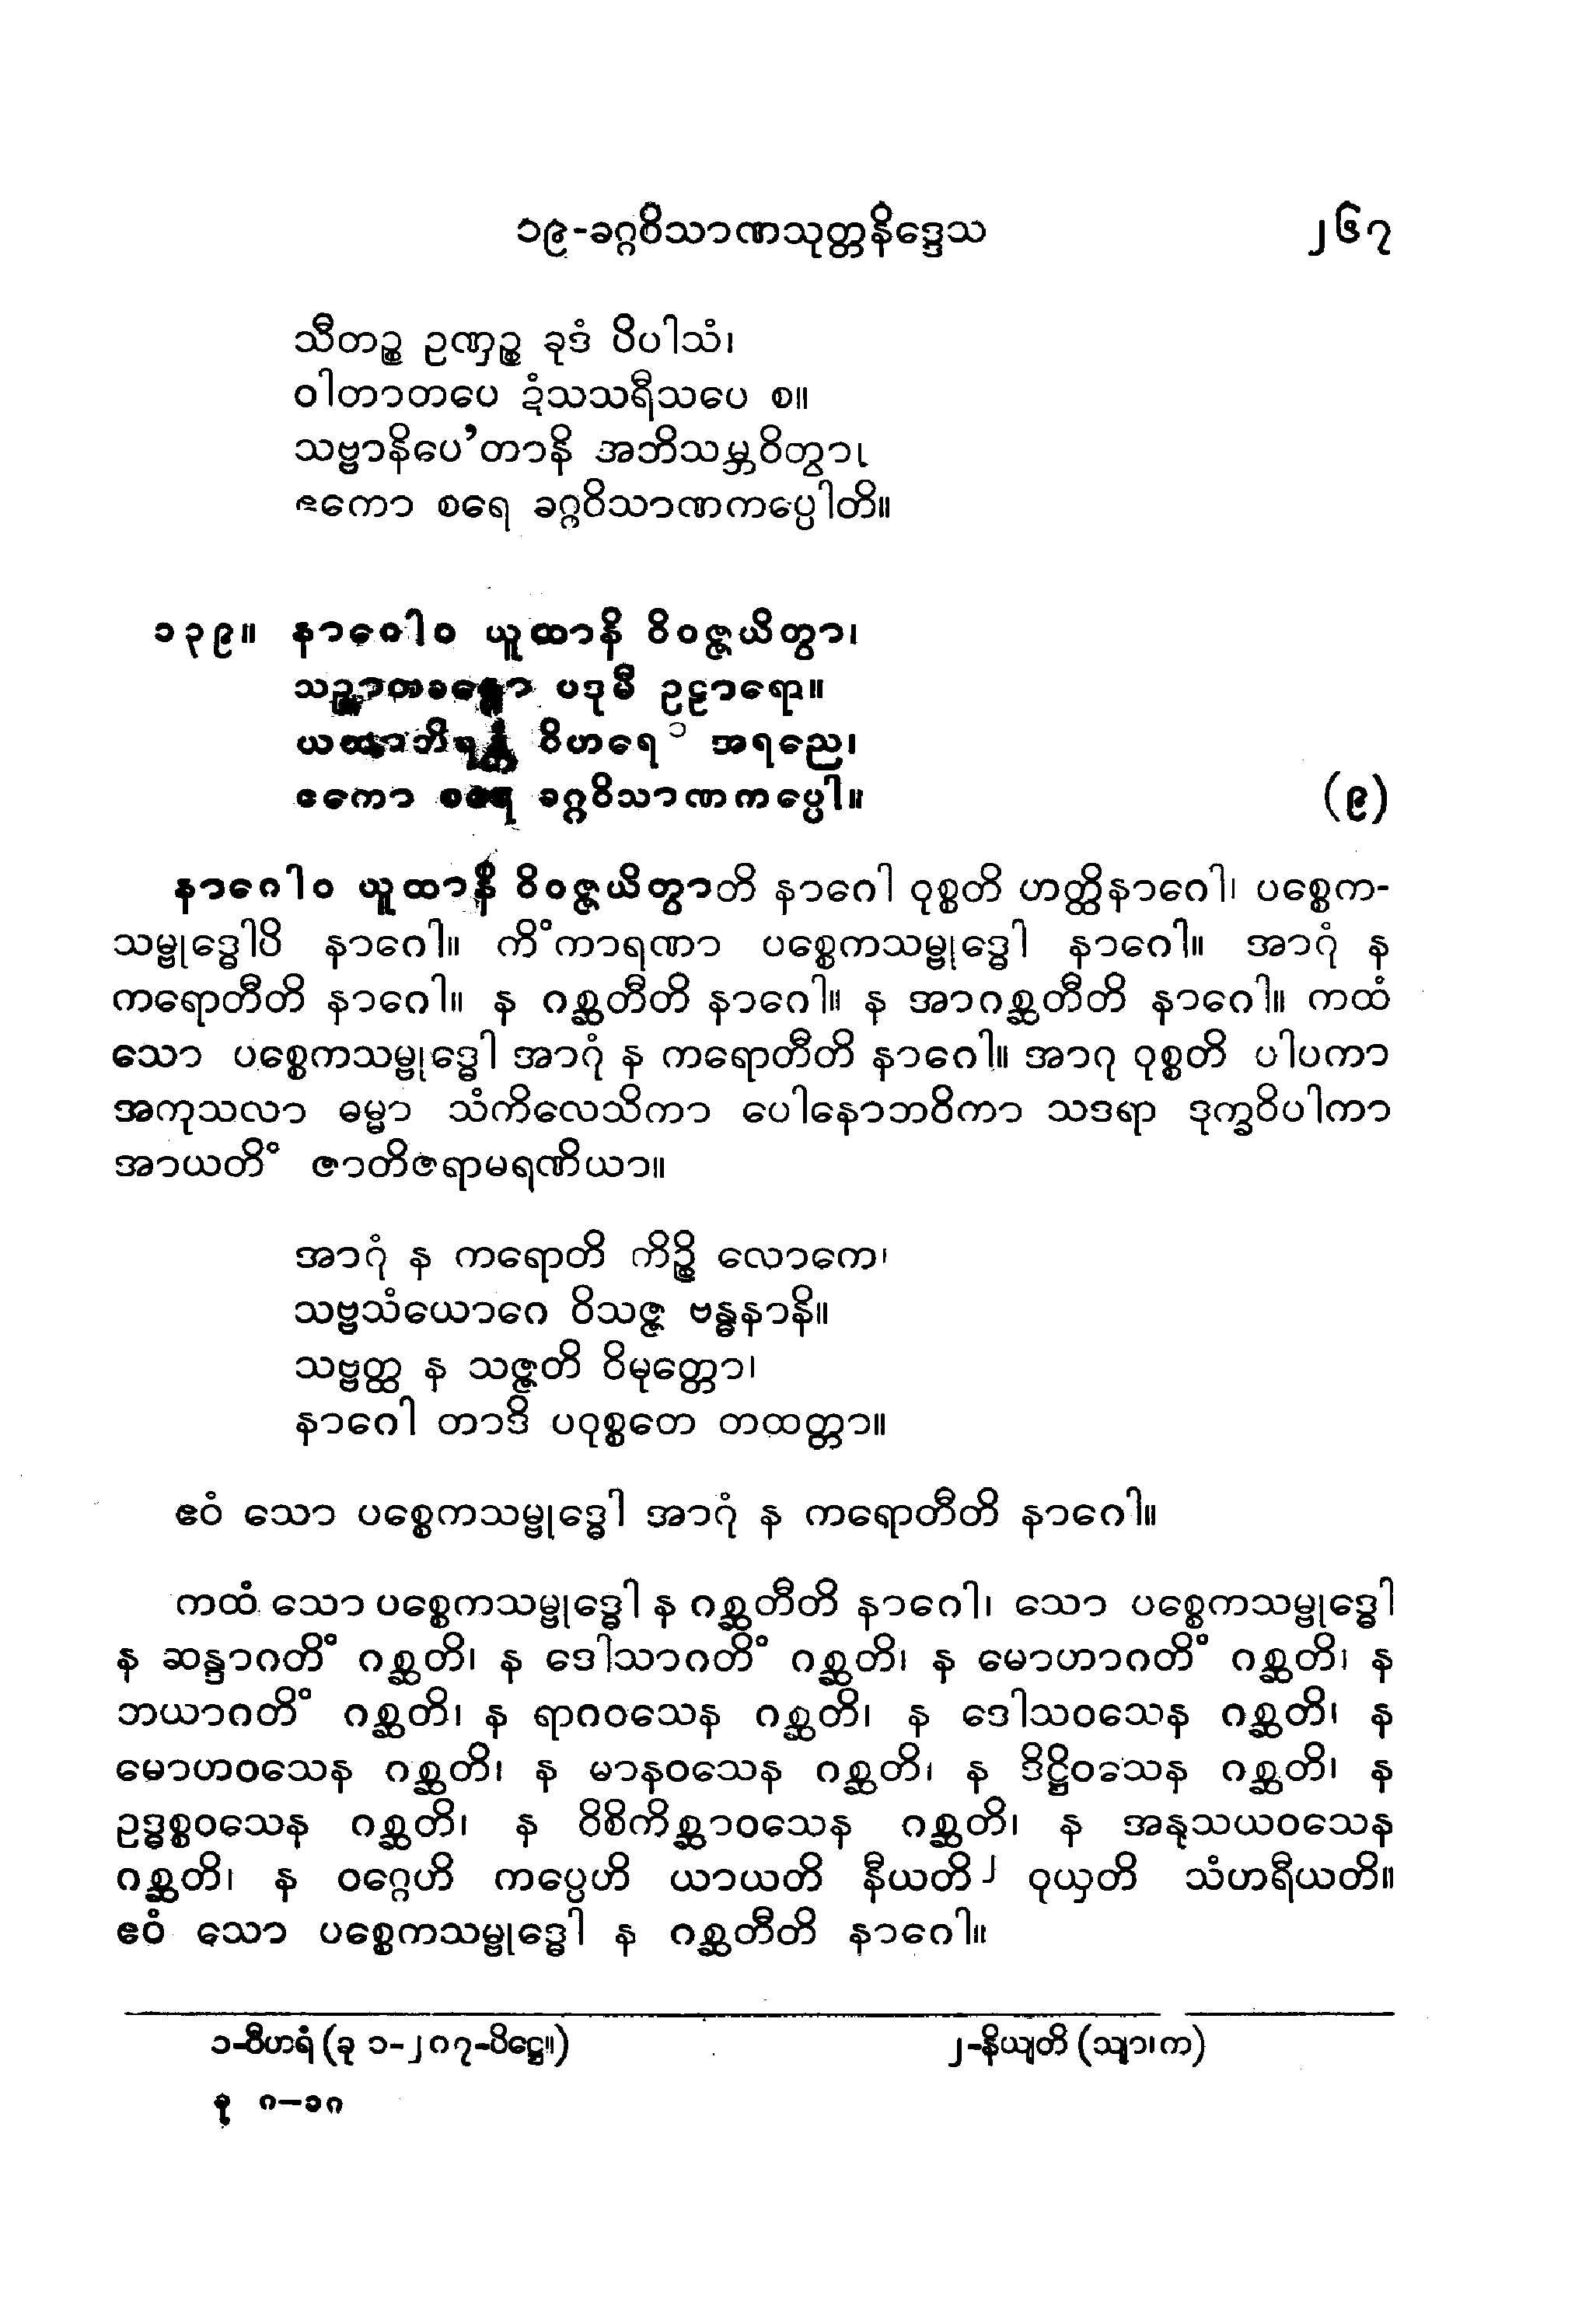 ၁၉-ခဂ္ဂဝိသာဏသုတ္တနိဒ္ဒေသ ၂၆၇
သီတဉ္စ ဥဏှဉ္စ ခုဒံ ပိပါသံ၊
ဝါတာတပေ ဍံသသရီသပေ စ။
သဗ္ဗာနိပေ’တာနိ အဘိသမ္ဘဝိတွာ၊
ဧကော စရေ ခဂ္ဂဝိသာဏကပ္ပေါတိ။
၁၃၉။ နာဂေါဝ ယူထာနိ ဝိဝဇ္ဇယိတွာ၊
သဉ္ဇာတခန္ဓော ပဒုမီ ဥဠာရော။
ယထာဘိရန္တံ ဝိဟရေ ၁ အရညေ၊
ဧကော စရေ ခဂ္ဂဝိသာဏကပ္ပေါ။ (၉)
နာဂေါဝ ယူထာနိ ဝိဝဇ္ဇယိတွာတိ နာဂေါ ဝုစ္စတိ ဟတ္ထိနာဂေါ၊ ပစ္စေက-
သမ္ဗုဒ္ဓေါပိ နာဂေါ။ ကိံကာရဏာ ပစ္စေကသမ္ဗုဒ္ဓေါ နာဂေါ။ အာဂုံ န
ကရောတီတိ နာဂေါ။ န ဂစ္ဆတီတိ နာဂေါ။ န အာဂစ္ဆတီတိ နာဂေါ။ ကထံ
သော ပစ္စေကသမ္ဗုဒ္ဓေါ အာဂုံ န ကရောတီတိ နာဂေါ။ အာဂု ဝုစ္စတိ ပါပကာ
အကုသလာ ဓမ္မာ သံကိလေသိကာ ပေါနောဘဝိကာ သဒရာ ဒုက္ခဝိပါကာ
အာယတိံ ဇာတိဇရာမရဏိယာ။
အာဂုံ န ကရောတိ ကိဉ္စိ လောကေ၊
သဗ္ဗသံယောဂေ ဝိသဇ္ဇ ဗန္ဓနာနိ။
သဗ္ဗတ္ထ န သဇ္ဇတိ ဝိမုတ္တော၊
နာဂေါ တာဒိ ပဝုစ္စတေ တထတ္တာ။
ဧဝံ သော ပစ္စေကသမ္ဗုဒ္ဓေါ အာဂုံ န ကရောတီတိ နာဂေါ။
ကထံ သော ပစ္စေကသမ္ဗုဒ္ဓေါ န ဂစ္ဆတီတိ နာဂေါ၊ သော ပစ္စေကသမ္ဗုဒ္ဓေါ
န ဆန္ဒာဂတိံ ဂစ္ဆတိ၊ န ဒေါသာဂတိံ ဂစ္ဆတိ၊ န မောဟာဂတိံ ဂစ္ဆတိ၊ န
ဘယာဂတိံ ဂစ္ဆတိ၊ န ရာဂဝသေန ဂစ္ဆတိ၊ န ဒေါသဝသေန ဂစ္ဆတိ၊ န
မောဟဝသေန ဂစ္ဆတိ၊ န မာနဝသေန ဂစ္ဆတိ၊ န ဒိဋ္ဌိဝသေန ဂစ္ဆတိ၊ န
ဥဒ္ဓစ္စဝသေန ဂစ္ဆတိ၊ န ဝိစိကိစ္ဆာဝသေန ဂစ္ဆတိ၊ န အနုသယဝသေန
ဂစ္ဆတိ၊ န ဝဂ္ဂေဟိ ကပ္ပေဟိ ယာယတိ နီယတိ၂ ဝုယှတိ သံဟရီယတိ။
ဧဝံ သော ပစ္စေကသမ္ဗုဒ္ဓေါ န ဂစ္ဆတီတိ နာဂေါ။
၁-ဝီဟရံ (ခု ၁-၂၈၇-ပိဋ္ဌေ။) ၂-နိယျတိ (သျာ၊က)
နု ဂ—၁ဂ